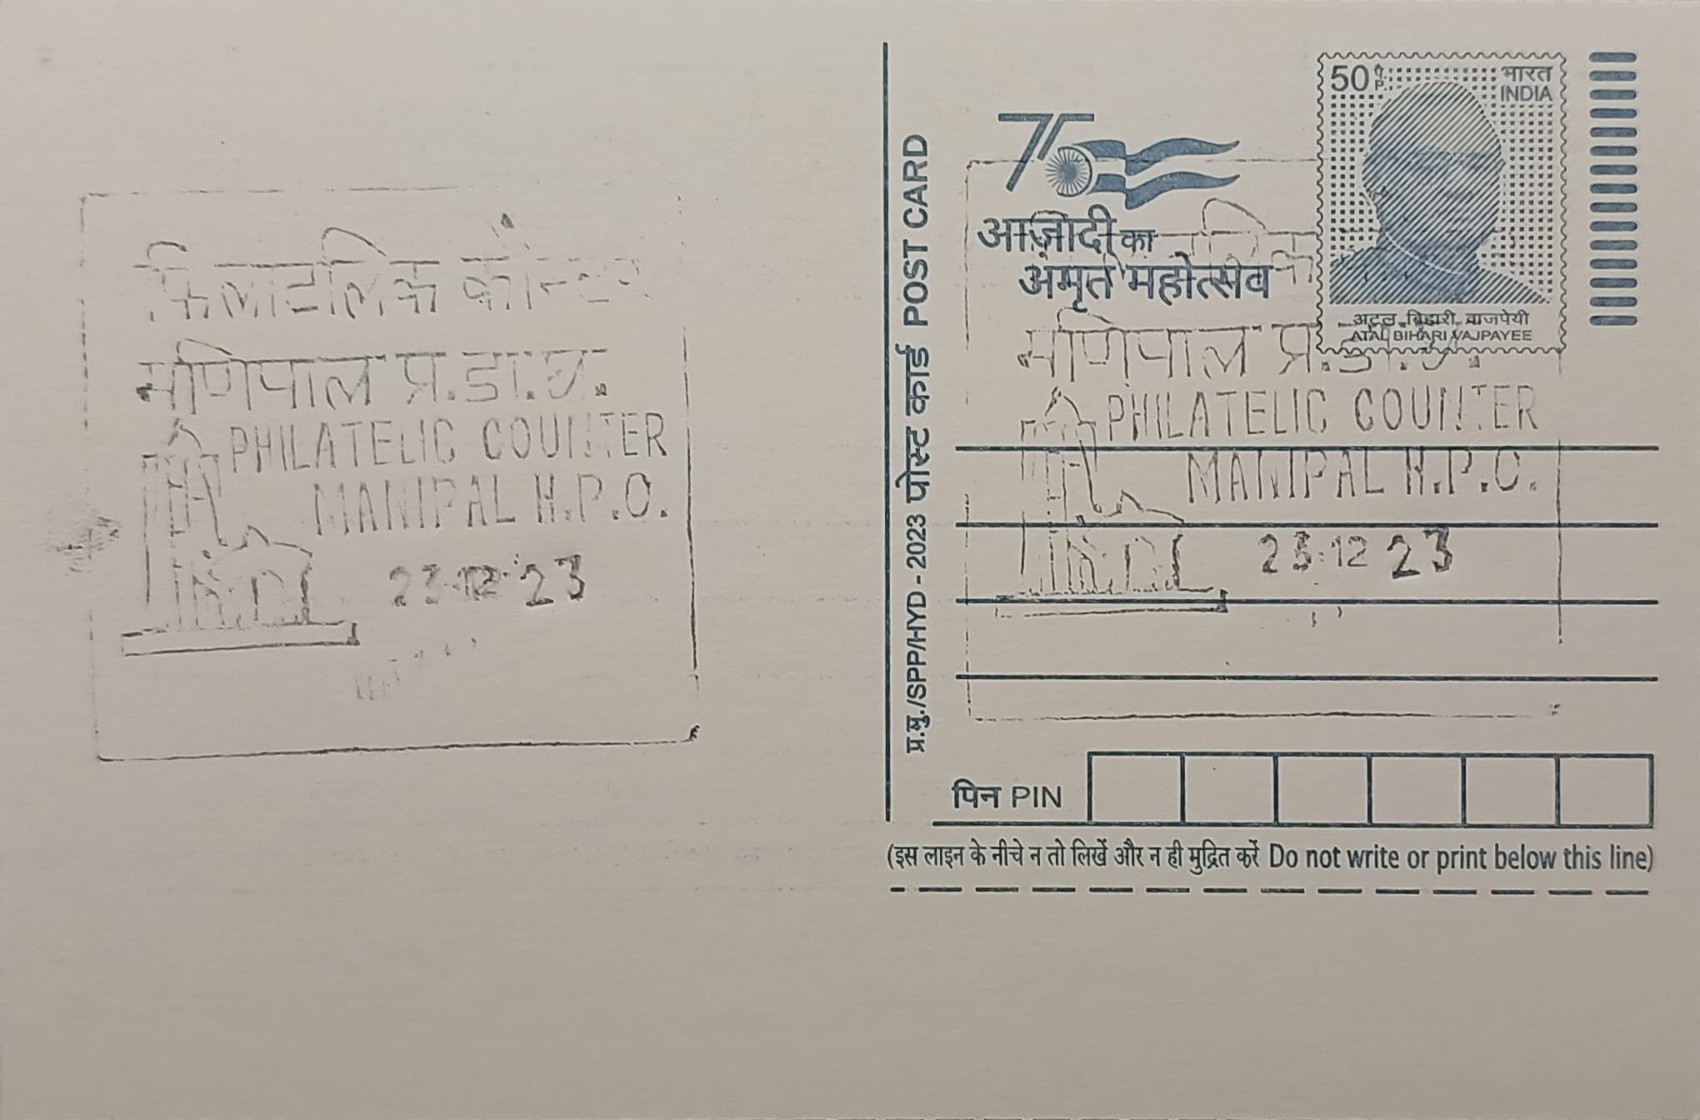 फिलाटेलिक कौन्टर
मणिपाल प्र.डा.घ.
PHILATELIC COUNTER
MANIPAL H.P.O.
23 12 23
प्र.मु./SPP/HYD - 2023 पोस्ट कार्ड POST CARD
75
आज़ादी का
अमृत महोत्सव
50 पै. P.
भारत
INDIA
अटल बिहारी वाजपेयी
ATAL BIHARI VAJPAYEE
मणिपाल प्र.डा.घ.
PHILATELIC COUNTER
MANIPAL H.P.O.
23 12 23
पिन PIN
(इस लाइन के नीचे न तो लिखें और न ही मुद्रित करें Do not write or print below this line)